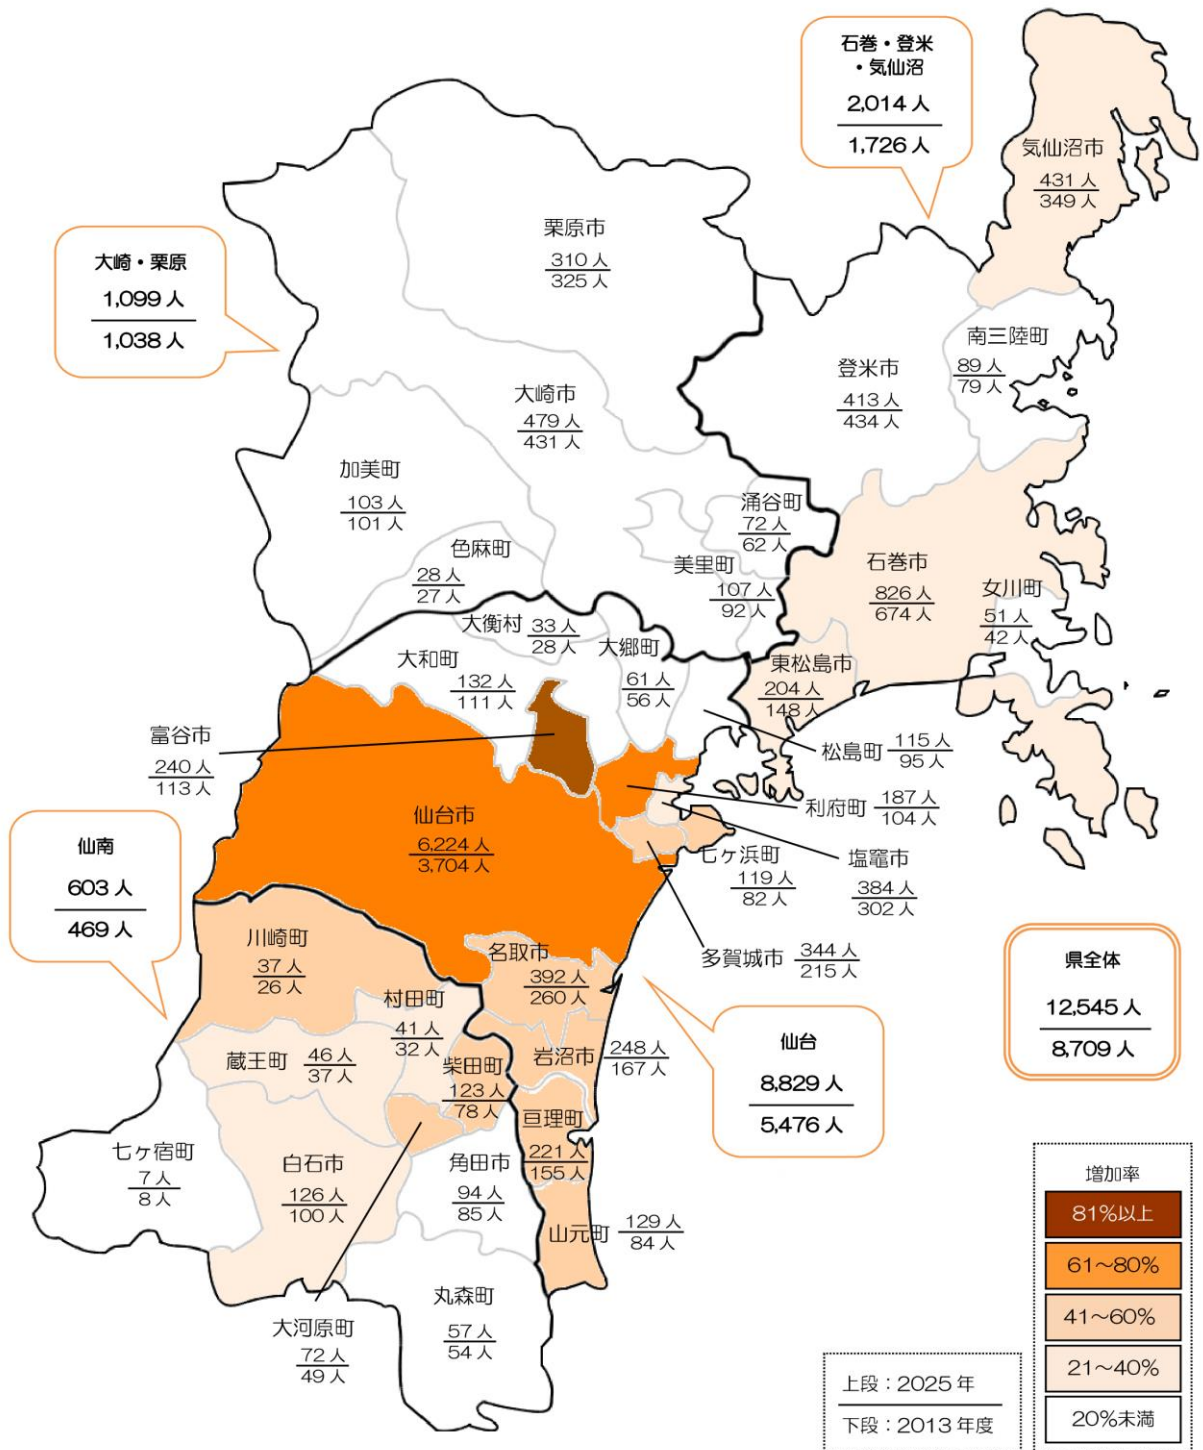 石巻・登米
・気仙沼
2,014 人
1,726 人
気仙沼市
431 人
349 人
栗原市
310 人
325 人
大崎・栗原
1,099 人
1,038 人
南三陸町
89 人
79 人
登米市
413 人
434 人
大崎市
479 人
431 人
加美町
103 人
101 人
涌谷町
72 人
62 人
色麻町
28 人
27 人
美里町
107 人
92 人
石巻市
826 人
674 人
女川町
51 人
42 人
大衡村
33 人
28 人
大郷町
61 人
56 人
大和町
132 人
111 人
東松島市
204 人
148 人
富谷市
240 人
113 人
松島町
115 人
95 人
利府町
187 人
104 人
仙台市
6,224 人
3,704 人
七ヶ浜町
119 人
82 人
塩竈市
384 人
302 人
仙南
603 人
469 人
川崎町
37 人
26 人
名取市
392 人
260 人
多賀城市
344 人
215 人
県全体
12,545 人
8,709 人
村田町
41 人
32 人
蔵王町
46 人
37 人
柴田町
123 人
78 人
岩沼市
248 人
167 人
仙台
8,829 人
5,476 人
亘理町
221 人
155 人
七ヶ宿町
7 人
8 人
白石市
126 人
100 人
角田市
94 人
85 人
山元町
129 人
84 人
丸森町
57 人
54 人
大河原町
72 人
49 人
増加率
81%以上
61～80%
41～60%
21～40%
20%未満
上段：2025 年
下段：2013 年度